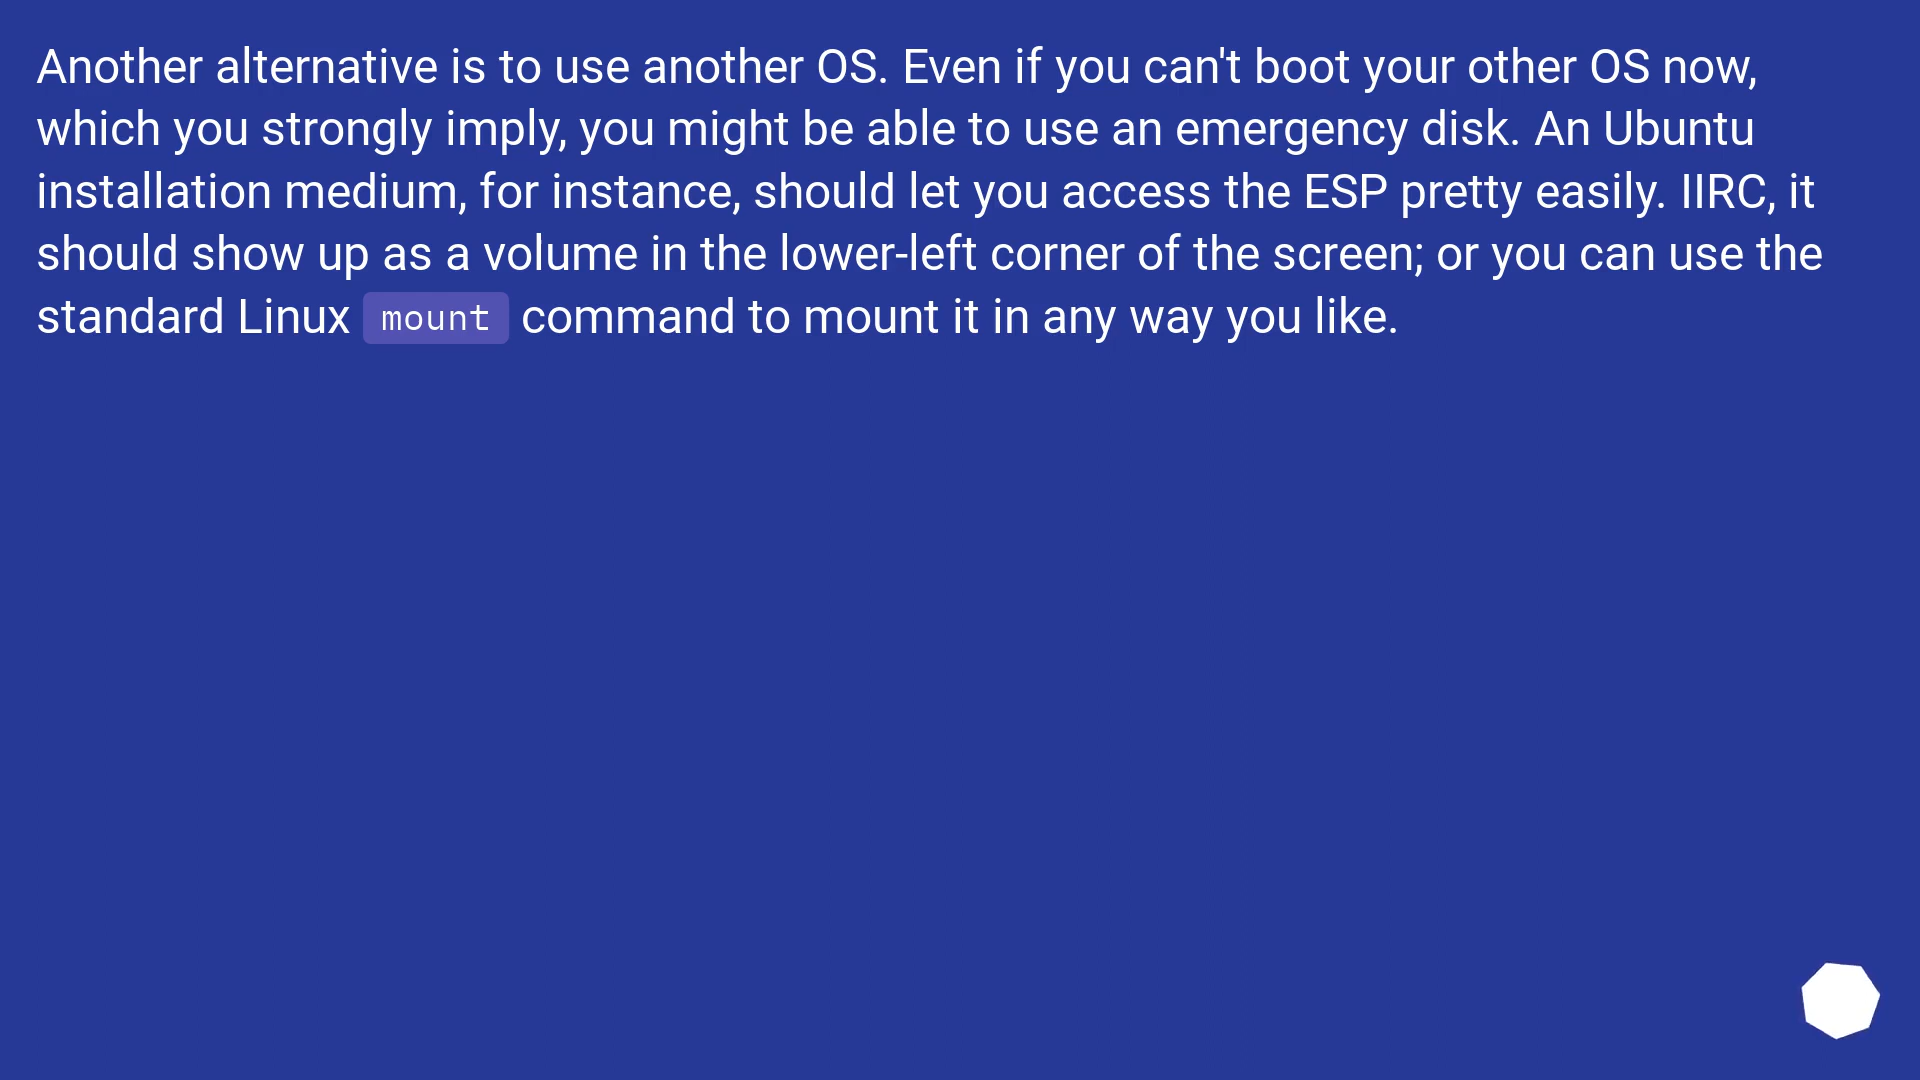 Another alternative is to use another OS. Even if you can't boot your other OS now,
which you strongly imply, you might be able to use an emergency disk. An Ubuntu
installation medium, for instance, should let you access the ESP pretty easily. IIRC, it
should show up as a volume in the lower-left corner of the screen; or you can use the
standard Linux mount command to mount it in any way you like.